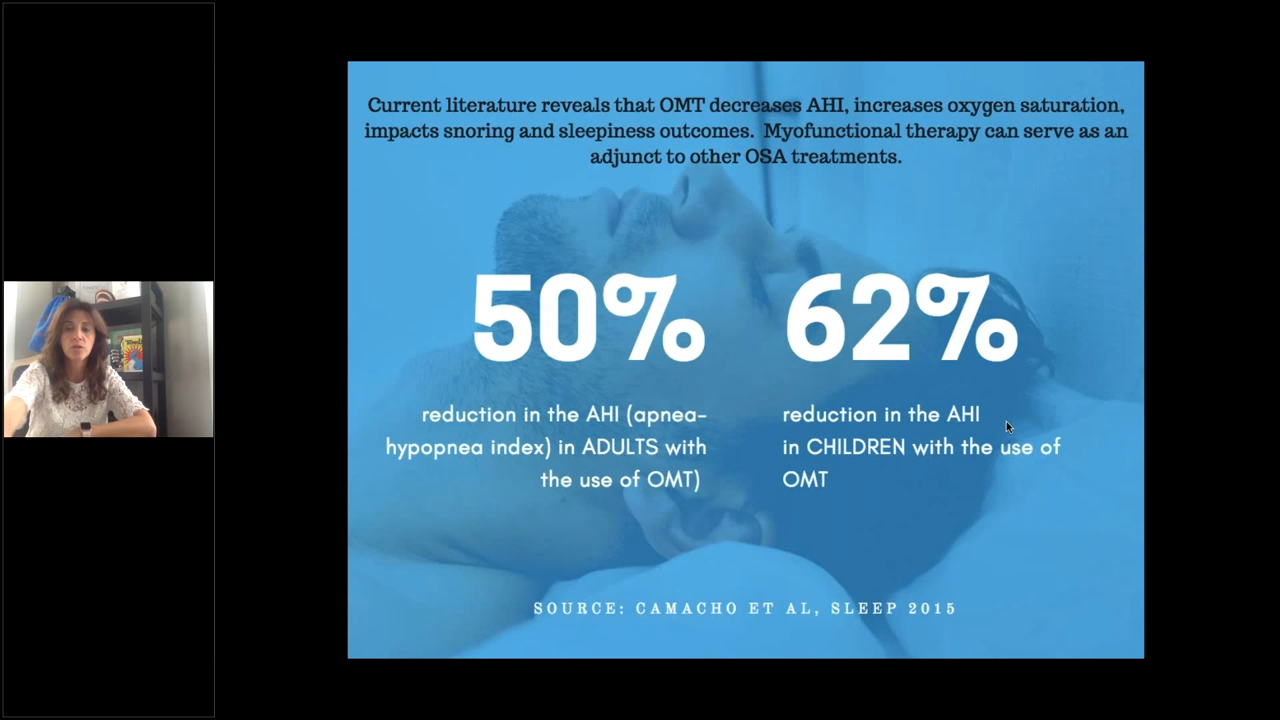 Current literature reveals that OMT decreases AHI, increases oxygen saturation,
impacts snoring and sleepiness outcomes. Myofunctional therapy can serve as an
adjunct to other OSA treatments.
50%
reduction in the AHI (apnea-
hypopnea index) in ADULTS with
the use of OMT)
62%
reduction in the AHI
in CHILDREN with the use of
OMT
SOURCE: CAMACHO ET AL, SLEEP 2015